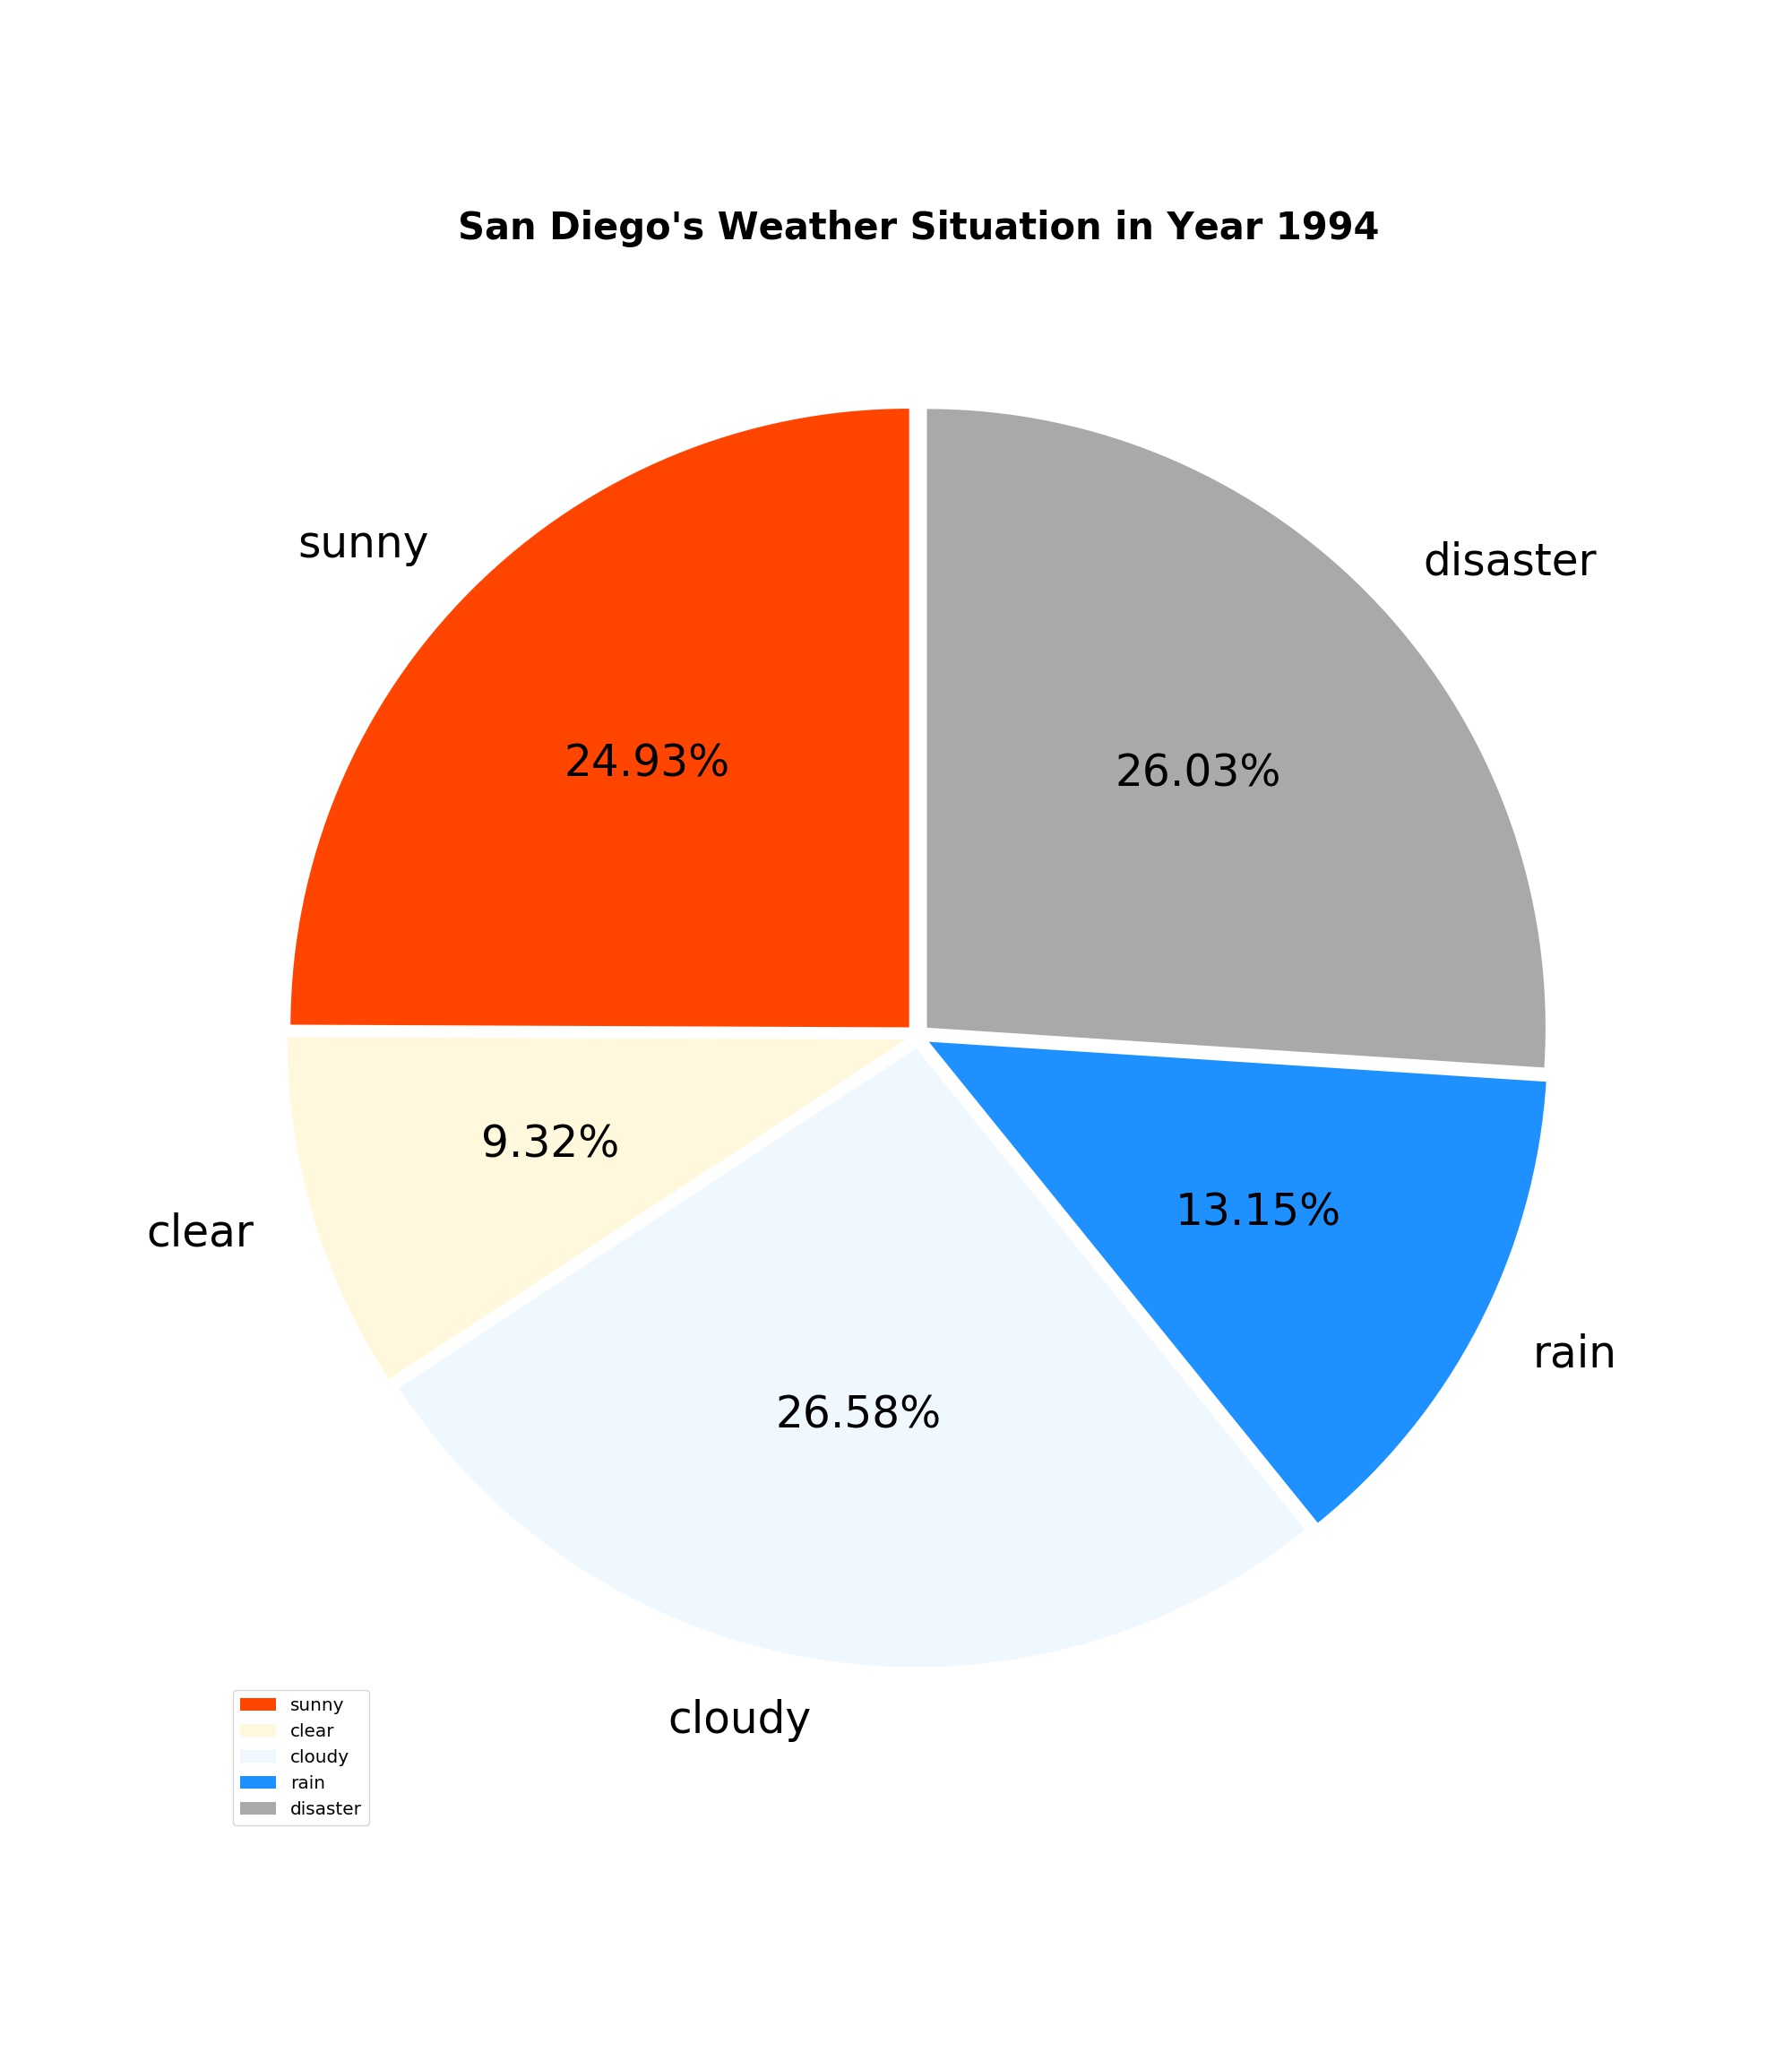 San Diego's Weather Situation in Year 1994
sunny
disaster
24.93%
26.03%
9.32%
13.15%
clear
rain
26.58%
cloudy
sunny
clear
cloudy
rain
disaster